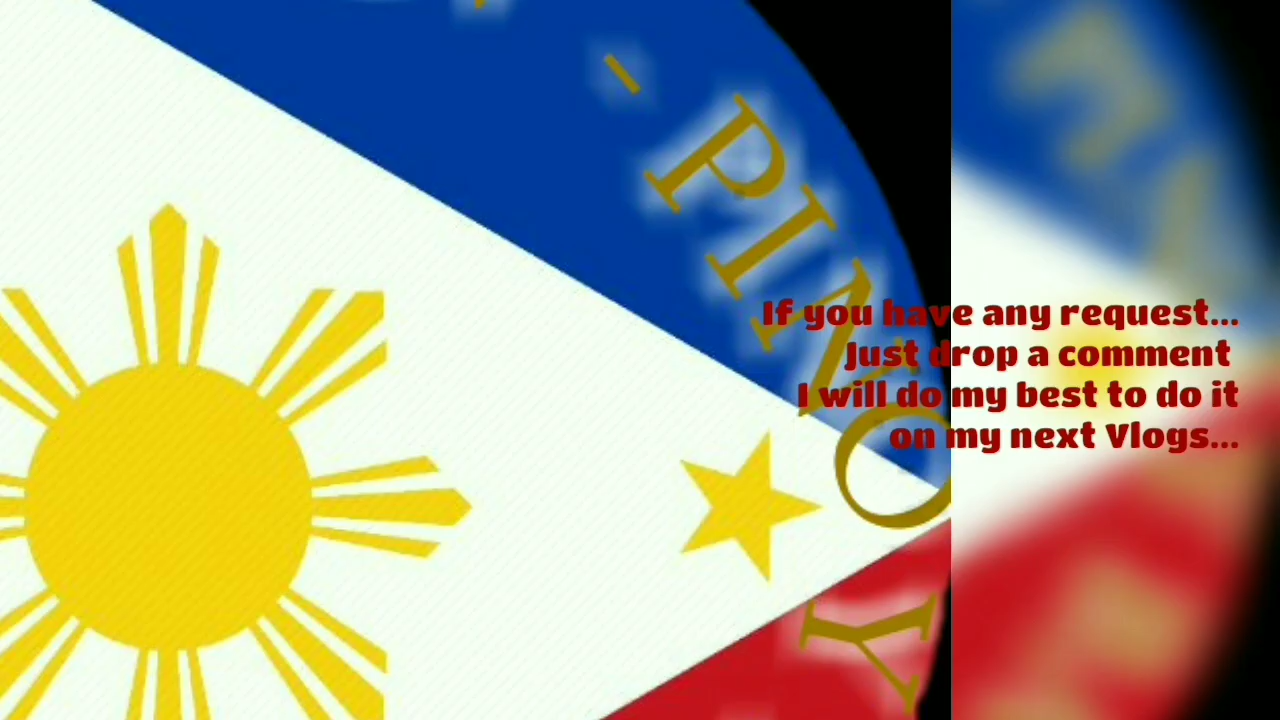 - PINOY
If you have any request...
Just drop a comment
I will do my best to do it
on my next Vlogs...